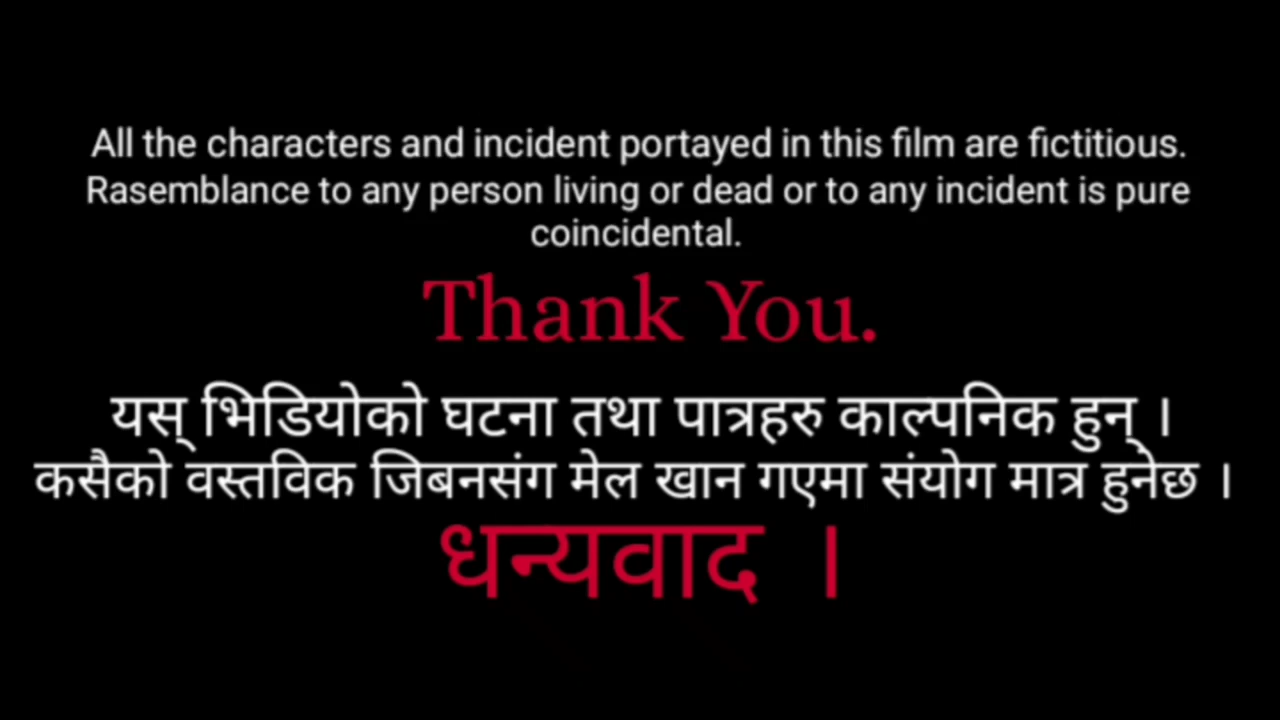 All the characters and incident portayed in this film are fictitious.
Rasemblance to any person living or dead or to any incident is pure
coincidental.
Thank You.
यस् भिडियोको घटना तथा पात्रहरु काल्पनिक हुन् ।
कसैको वस्तविक जिबनसंग मेल खान गएमा संयोग मात्र हुनेछ ।
धन्यवाद ।